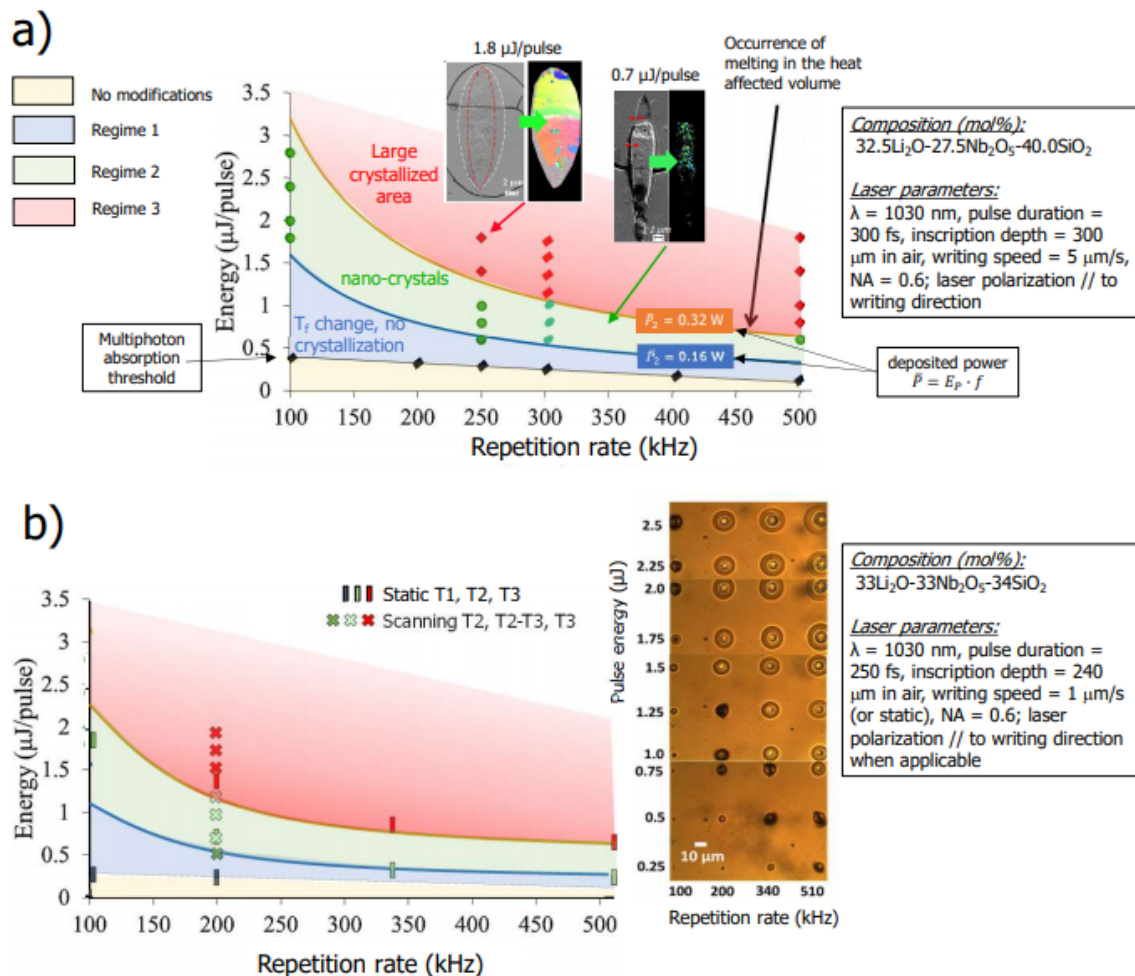 a)
No modifications
Regime 1
Regime 2
Regime 3
1.8 μJ/pulse
0.7 μJ/pulse
Occurrence of
melting in the heat
affected volume
2 μm
Large
crystallized
area
nano-crystals
T_f change, no
crystallization
Multiphoton
absorption
threshold
P̄₂ = 0.32 W
P̄₂ = 0.16 W
deposited power
P̄ = E_P · f
Energy (μJ/pulse)
3.5
3
2.5
2
1.5
1
0.5
0
100 150 200 250 300 350 400 450 500
Repetition rate (kHz)
Composition (mol%):
32.5Li₂O-27.5Nb₂O₅-40.0SiO₂
Laser parameters:
λ = 1030 nm, pulse duration =
300 fs, inscription depth = 300
μm in air, writing speed = 5 μm/s,
NA = 0.6; laser polarization // to
writing direction
b)
Static T1, T2, T3
Scanning T2, T2-T3, T3
Energy (μJ/pulse)
3.5
3
2.5
2
1.5
1
0.5
0
100 150 200 250 300 350 400 450 500
Repetition rate (kHz)
Pulse energy (μJ)
2.5
2.25
2.0
1.75
1.5
1.25
1.0
0.75
0.5
0.25
10 μm
100 200 340 510
Repetition rate (kHz)
Composition (mol%):
33Li₂O-33Nb₂O₅-34SiO₂
Laser parameters:
λ = 1030 nm, pulse duration =
250 fs, inscription depth = 240
μm in air, writing speed = 1 μm/s
(or static), NA = 0.6; laser
polarization // to writing direction
when applicable